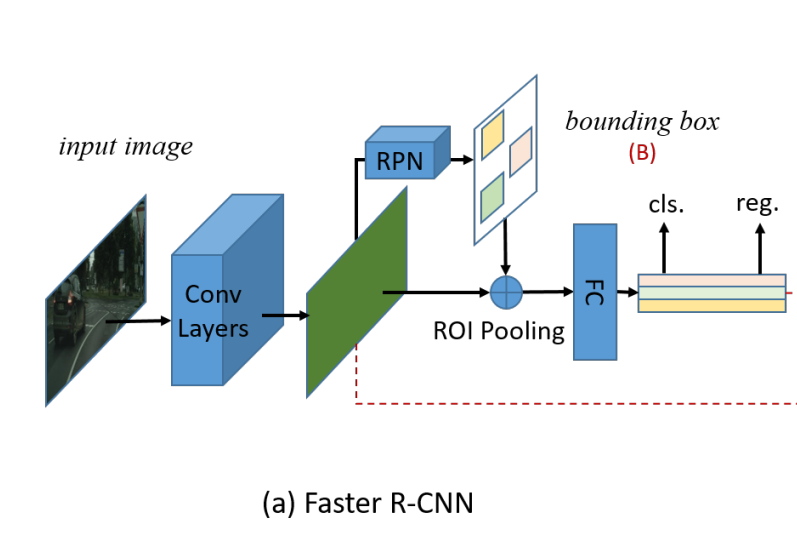 input image
bounding box
(B)
RPN
cls.
reg.
Conv
Layers
FC
ROI Pooling
(a) Faster R-CNN